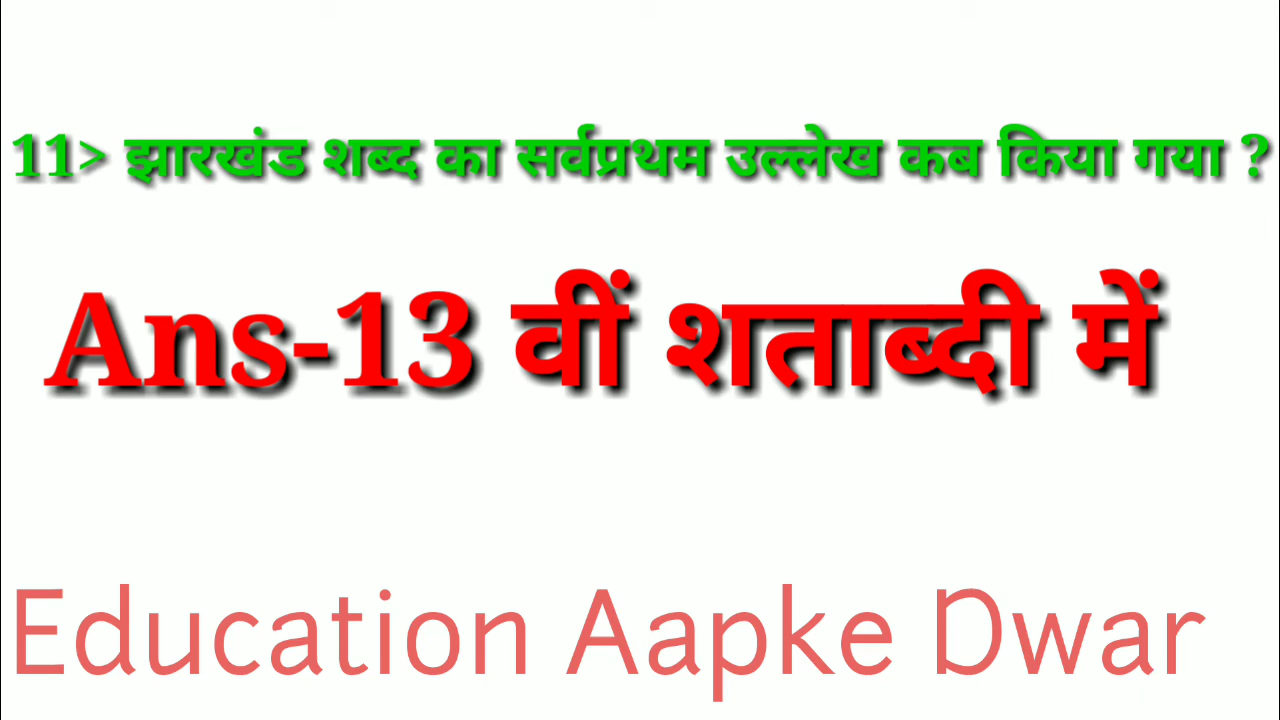 11> झारखंड शब्द का सर्वप्रथम उल्लेख कब किया गया ?
Ans-13 वीं शताब्दी में
Education Aapke Dwar